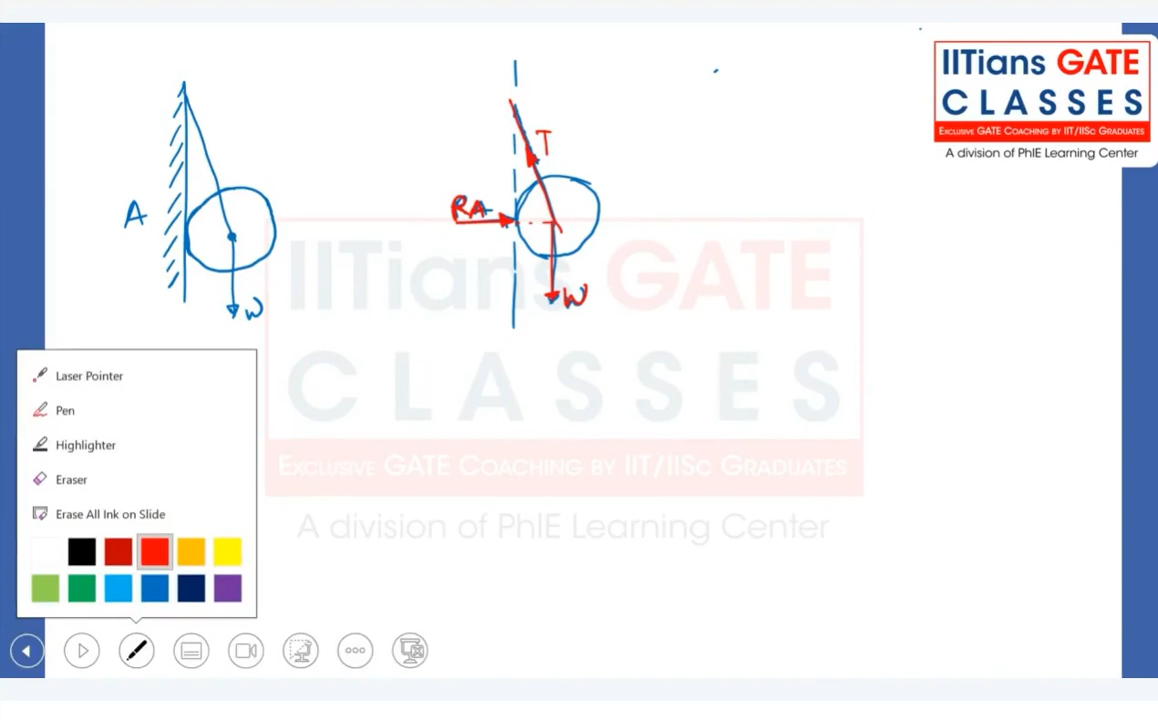 IITians GATE
CLASSES
EXCLUSIVE GATE COACHING BY IIT/IISc GRADUATES
A division of PhIE Learning Center
T
A
RA
W
W
IITians GATE
CLASSES
EXCLUSIVE GATE COACHING BY IIT/IISc GRADUATES
A division of PhIE Learning Center
Laser Pointer
Pen
Highlighter
Eraser
Erase All Ink on Slide